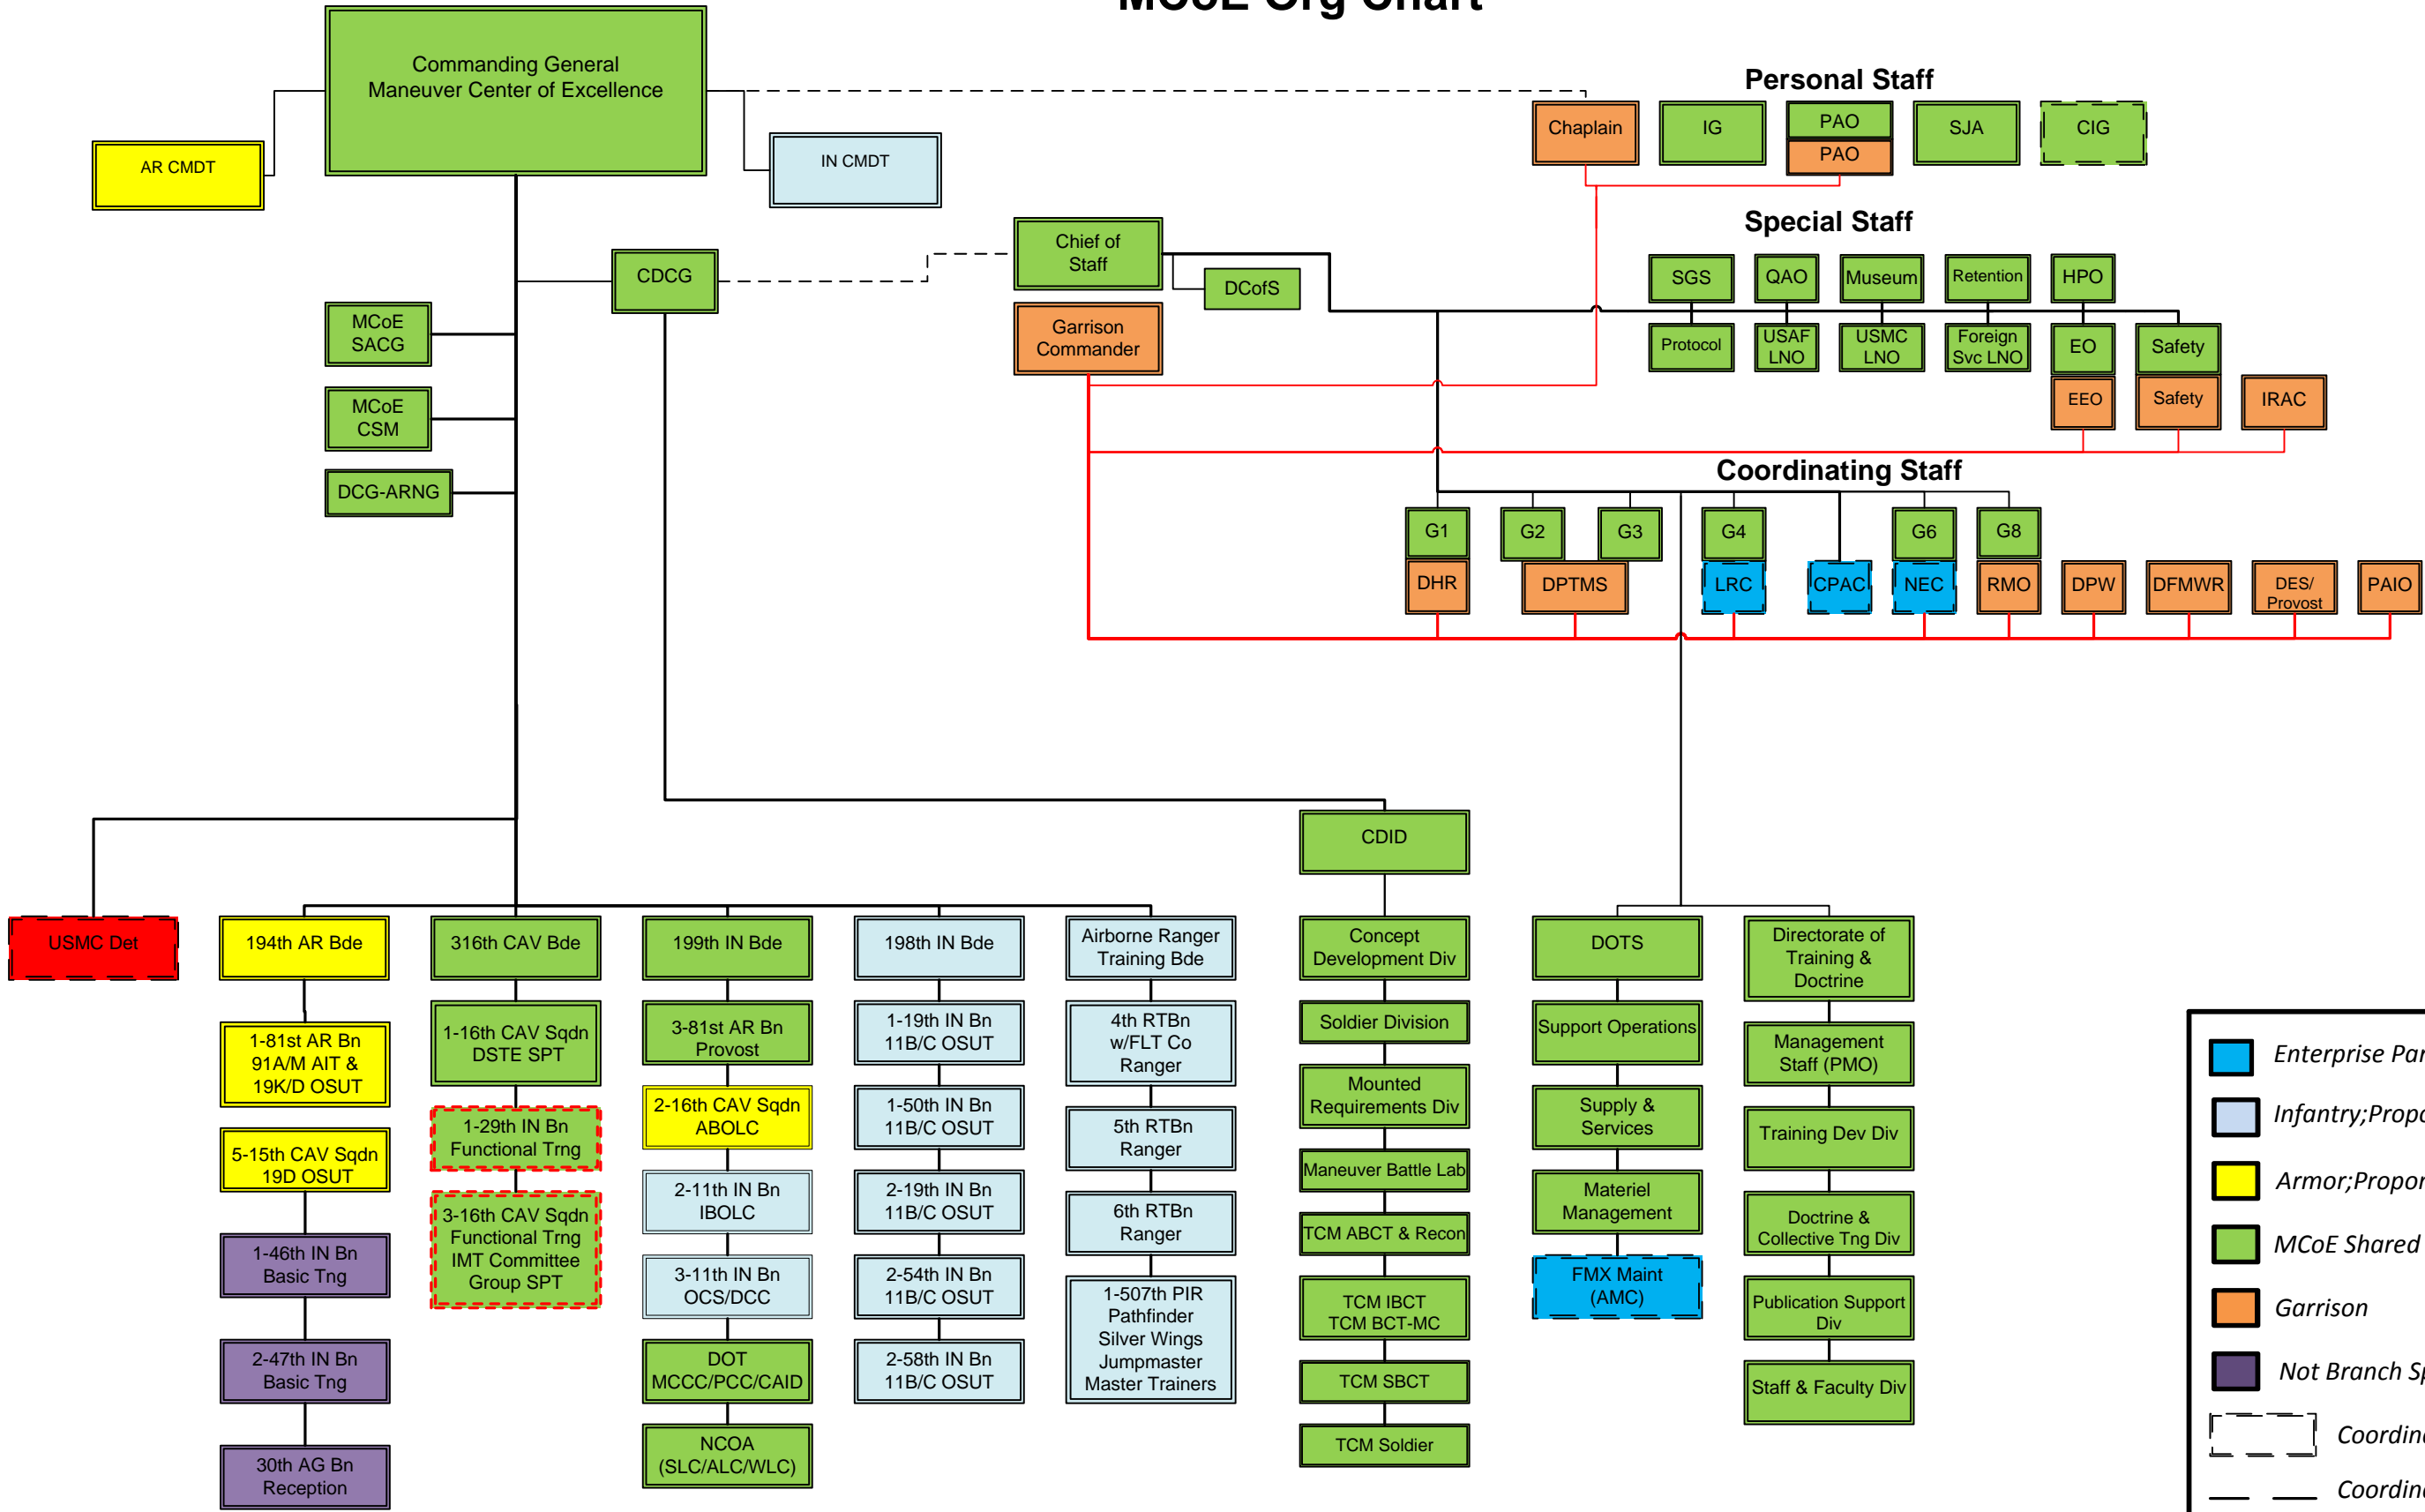 MCoE Org Chart
Commanding General
Maneuver Center of Excellence
AR CMDT
IN CMDT
Personal Staff
Chaplain
IG
PAO
PAO
SJA
CIG
Special Staff
CDCG
Chief of
Staff
DCofS
Garrison
Commander
SGS
QAO
Museum
Retention
HPO
Protocol
USAF
LNO
USMC
LNO
Foreign
Svc LNO
EO
Safety
EEO
Safety
IRAC
MCoE
SACG
MCoE
CSM
DCG-ARNG
Coordinating Staff
G1
G2
G3
G4
G6
G8
DHR
DPTMS
LRC
CPAC
NEC
RMO
DPW
DFMWR
DES/
Provost
PAIO
CDID
USMC Det
194th AR Bde
1-81st AR Bn
91A/M AIT &
19K/D OSUT
5-15th CAV Sqdn
19D OSUT
1-46th IN Bn
Basic Tng
2-47th IN Bn
Basic Tng
30th AG Bn
Reception
316th CAV Bde
1-16th CAV Sqdn
DSTE SPT
1-29th IN Bn
Functional Trng
3-16th CAV Sqdn
Functional Trng
IMT Committee
Group SPT
199th IN Bde
3-81st AR Bn
Provost
2-16th CAV Sqdn
ABOLC
2-11th IN Bn
IBOLC
3-11th IN Bn
OCS/DCC
DOT
MCCC/PCC/CAID
NCOA
(SLC/ALC/WLC)
198th IN Bde
1-19th IN Bn
11B/C OSUT
1-50th IN Bn
11B/C OSUT
2-19th IN Bn
11B/C OSUT
2-54th IN Bn
11B/C OSUT
2-58th IN Bn
11B/C OSUT
Airborne Ranger
Training Bde
4th RTBn
w/FLT Co
Ranger
5th RTBn
Ranger
6th RTBn
Ranger
1-507th PIR
Pathfinder
Silver Wings
Jumpmaster
Master Trainers
Concept
Development Div
Soldier Division
Mounted
Requirements Div
Maneuver Battle Lab
TCM ABCT & Recon
TCM IBCT
TCM BCT-MC
TCM SBCT
TCM Soldier
DOTS
Support Operations
Supply &
Services
Materiel
Management
FMX Maint
(AMC)
Directorate of
Training &
Doctrine
Management
Staff (PMO)
Training Dev Div
Doctrine &
Collective Tng Div
Publication Support
Div
Staff & Faculty Div
Enterprise
Infantry;
Armor;
MCoE Shared
Garrison
Not Branch